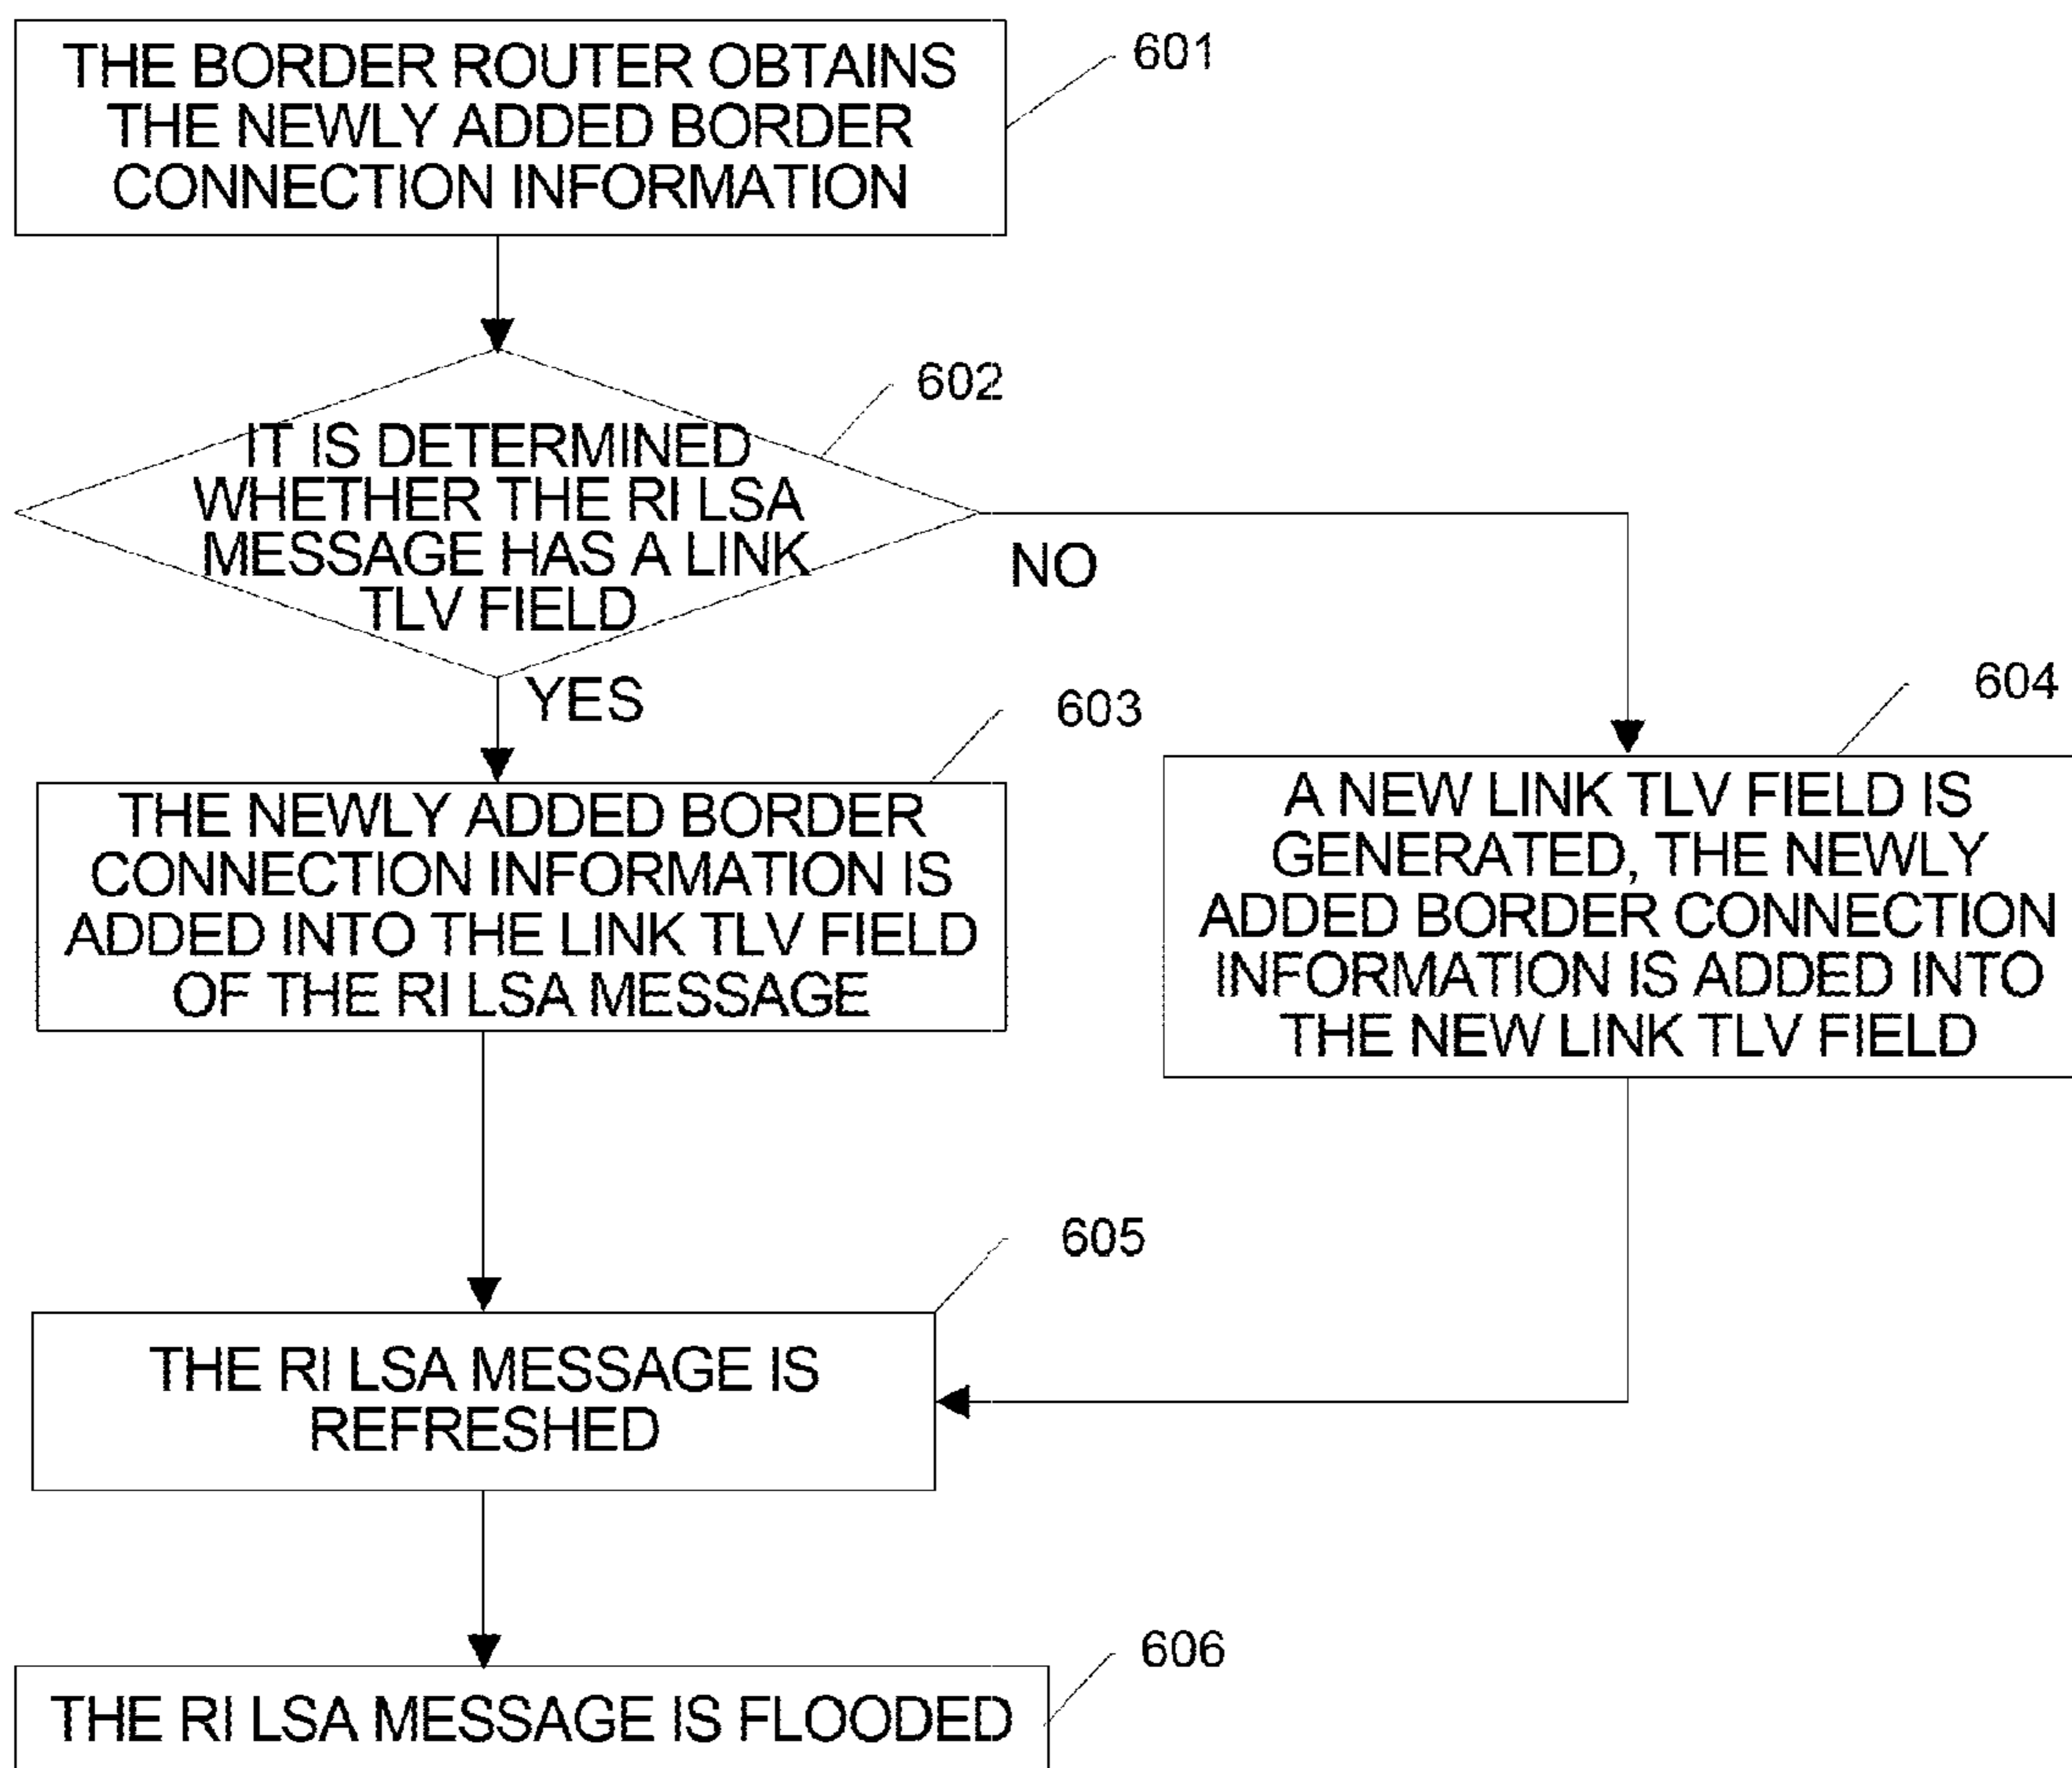 THE BORDER ROUTER OBTAINS
THE NEWLY ADDED BORDER
CONNECTION INFORMATION
601
IT IS DETERMINED
WHETHER THE RI LSA
MESSAGE HAS A LINK
TLV FIELD
602
NO
YES
THE NEWLY ADDED BORDER
CONNECTION INFORMATION IS
ADDED INTO THE LINK TLV FIELD
OF THE RI LSA MESSAGE
603
A NEW LINK TLV FIELD IS
GENERATED, THE NEWLY
ADDED BORDER CONNECTION
INFORMATION IS ADDED INTO
THE NEW LINK TLV FIELD
604
THE RI LSA MESSAGE IS
REFRESHED
605
THE RI LSA MESSAGE IS FLOODED
606